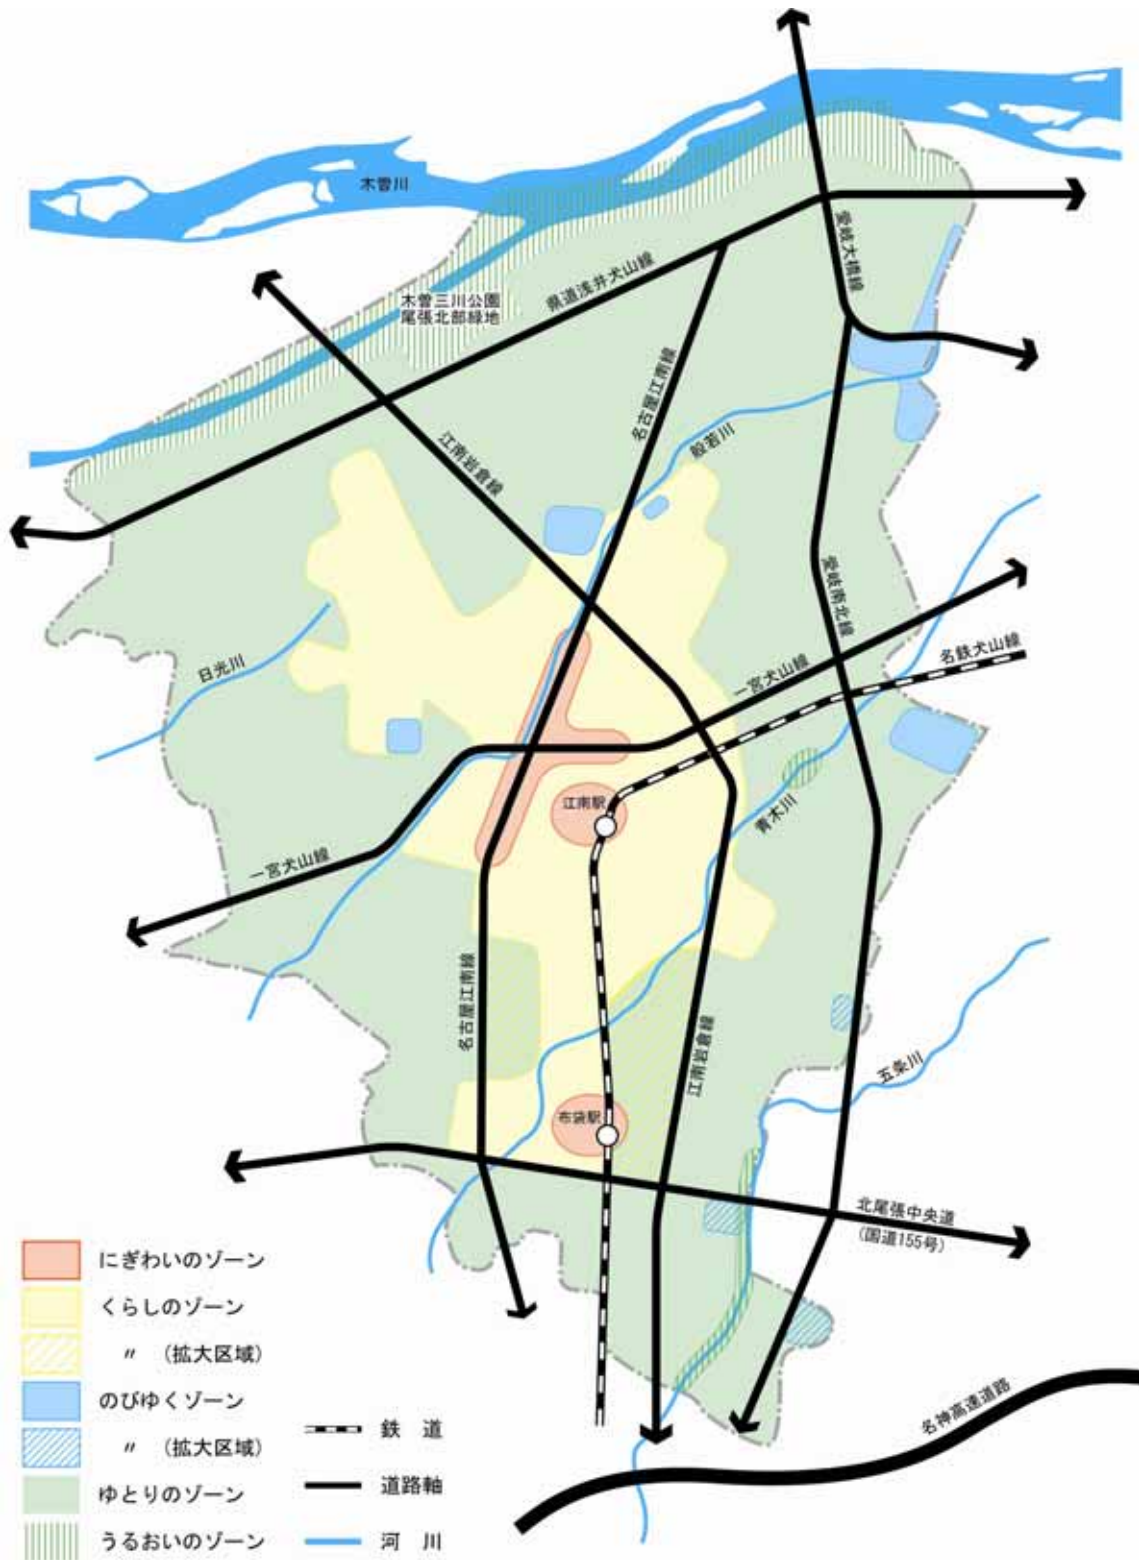 木曽川
愛岐大橋線
県道浅井犬山線
木曽三川公園
尾張北部緑地
名古屋江南線
江南岩倉線
般若川
愛岐南北線
名鉄犬山線
日光川
一宮犬山線
江南駅
青木川
一宮犬山線
名古屋江南線
江南岩倉線
五条川
布袋駅
北尾張中央道
(国道155号)
にぎわいのゾーン
くらしのゾーン
〃 (拡大区域)
のびゆくゾーン
〃 (拡大区域)
ゆとりのゾーン
うるおいのゾーン
鉄 道
道路軸
河 川
名神高速道路